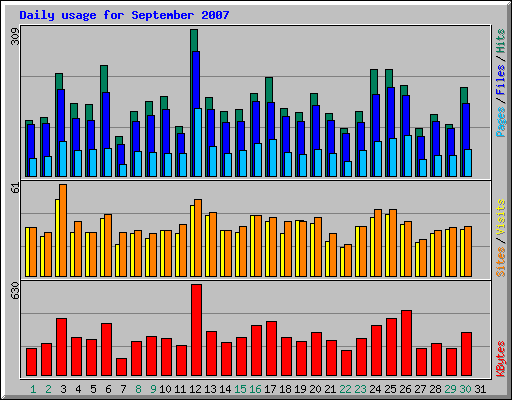 Daily usage for September 2007
309
Pages / Files / Hits
61
Sites / Visits
630
KBytes
1 2 3 4 5 6 7 8 9 10 11 12 13 14 15 16 17 18 19 20 21 22 23 24 25 26 27 28 29 30 31